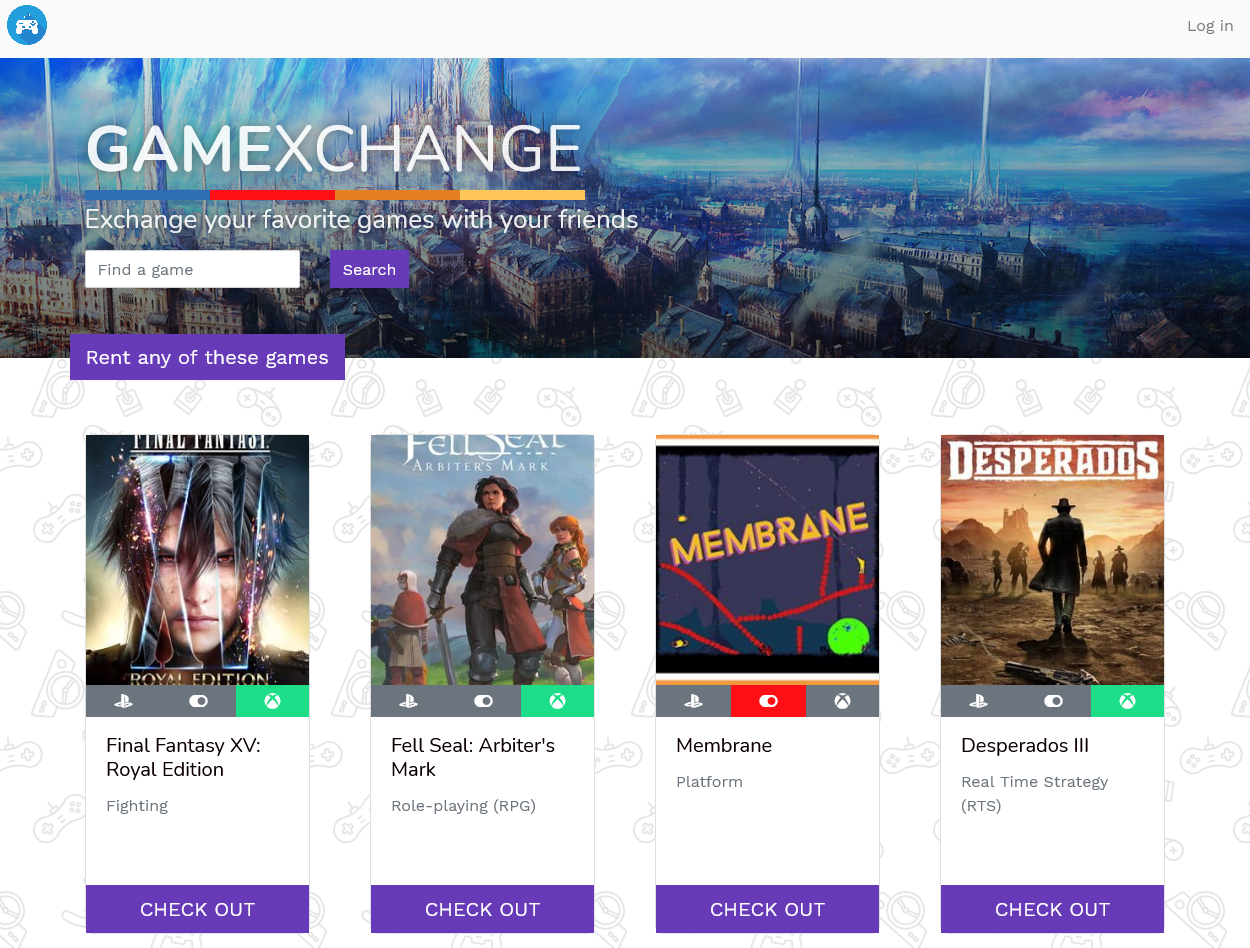 Log in
GAMEXCHANGE
Exchange your favorite games with your friends
Find a game
Search
Rent any of these games
FINAL FANTASY
XV
ROYAL EDITION
FELL SEAL
ARBITER'S MARK
MEMBRANE
DESPERADOS
Final Fantasy XV:
Royal Edition
Fighting
Fell Seal: Arbiter's
Mark
Role-playing (RPG)
Membrane
Platform
Desperados III
Real Time Strategy
(RTS)
CHECK OUT
CHECK OUT
CHECK OUT
CHECK OUT